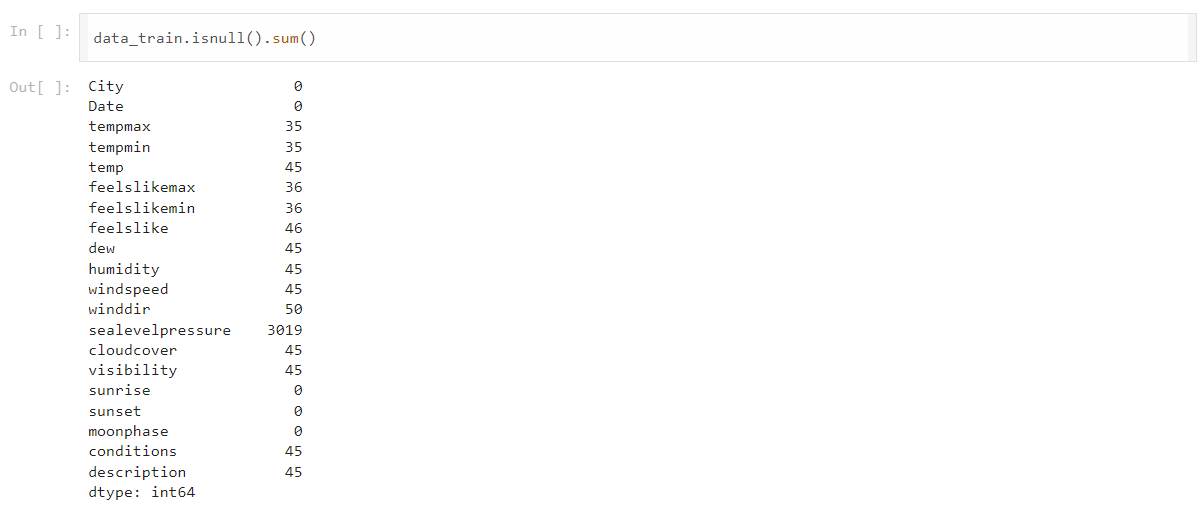 In [ ]: data_train.isnull().sum()
Out[ ]: City 0
Date 0
tempmax 35
tempmin 35
temp 45
feelslikemax 36
feelslikemin 36
feelslike 46
dew 45
humidity 45
windspeed 45
winddir 50
sealevelpressure 3019
cloudcover 45
visibility 45
sunrise 0
sunset 0
moonphase 0
conditions 45
description 45
dtype: int64